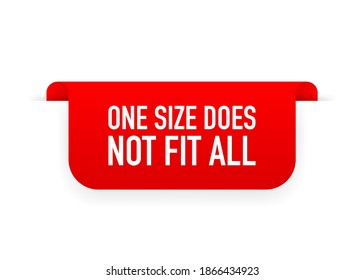 ONE SIZE DOES
NOT FIT ALL
shutterstock.com · 1866434923